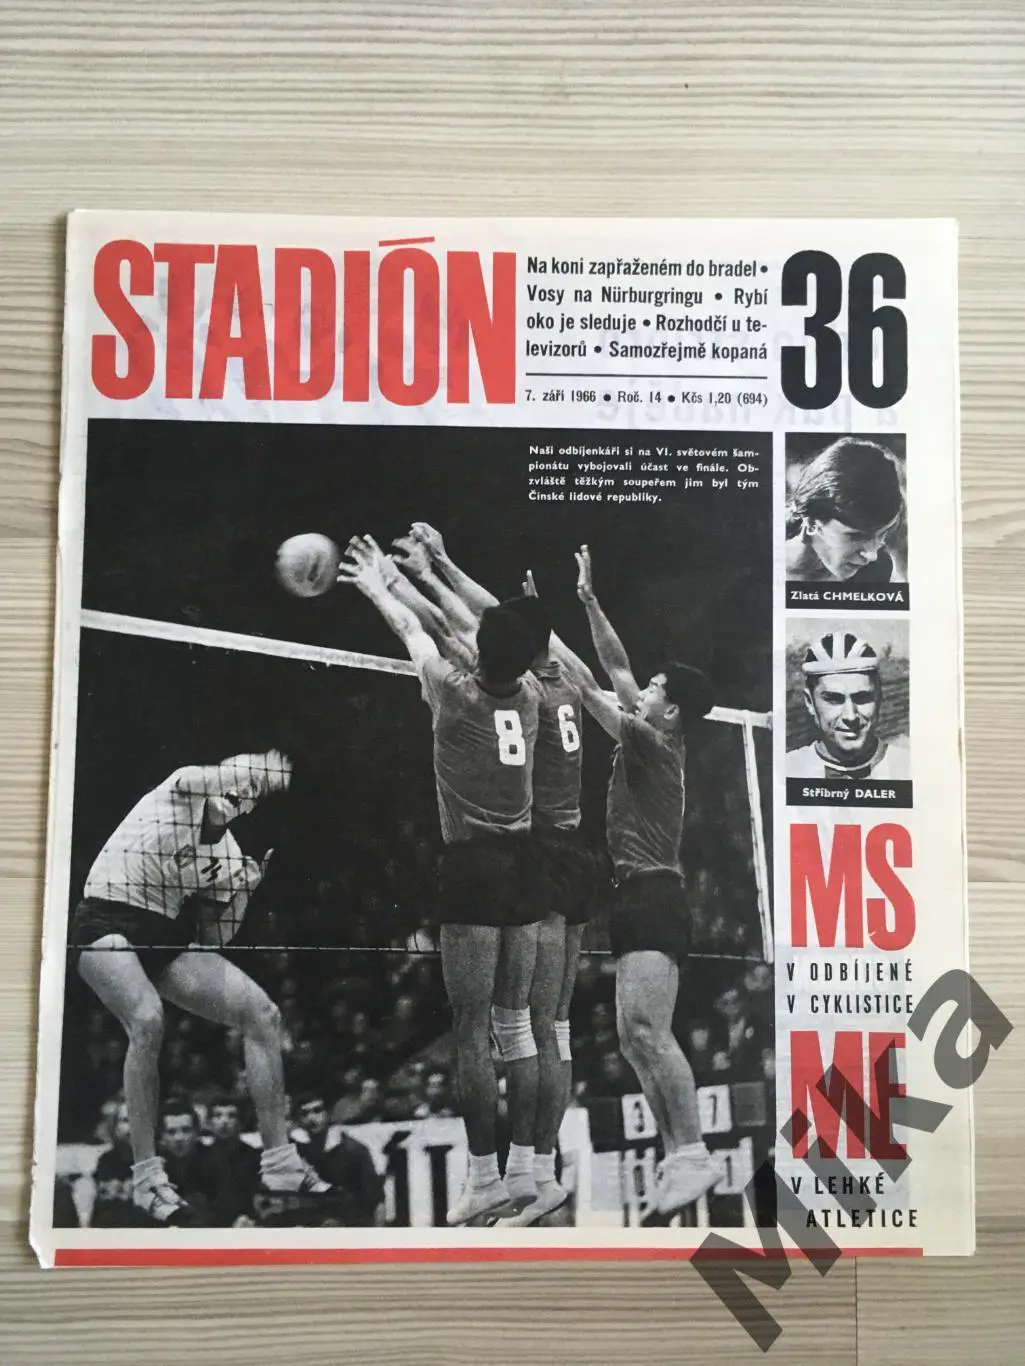 STADIÓN
Na koni zapřaženém do bradel •
Vosy na Nürburgringu • Rybí
oko je sleduje • Rozhodčí u te-
levizorů • Samozřejmě kopaná
7. září 1966 • Roč. 14 • Kčs 1,20 (694)
36
Naši odbíjenkáři si na VI. světovém šam-
pionátu vybojovali účast ve finále. Ob-
zvláště těžkým soupeřem jim byl tým
Čínské lidové republiky.
8
6
3 7
Zlatá CHMELKOVÁ
Stříbrný DALER
MS
V ODBÍJENÉ
V CYKLISTICE
ME
V LEHKÉ
ATLETICE
Mika